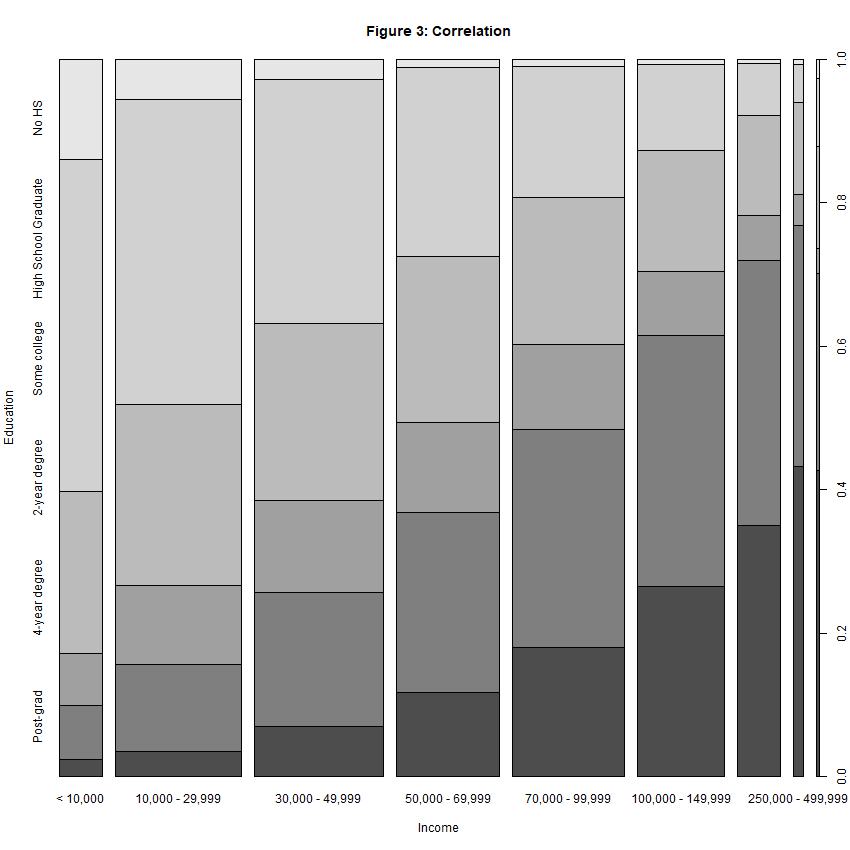 Figure 3: Correlation
No HS
High School Graduate
Some college
2-year degree
4-year degree
Post-grad
Education
1.0
0.8
0.6
0.4
0.2
0.0
< 10,000
10,000 - 29,999
30,000 - 49,999
50,000 - 69,999
70,000 - 99,999
100,000 - 149,999
250,000 - 499,999
Income